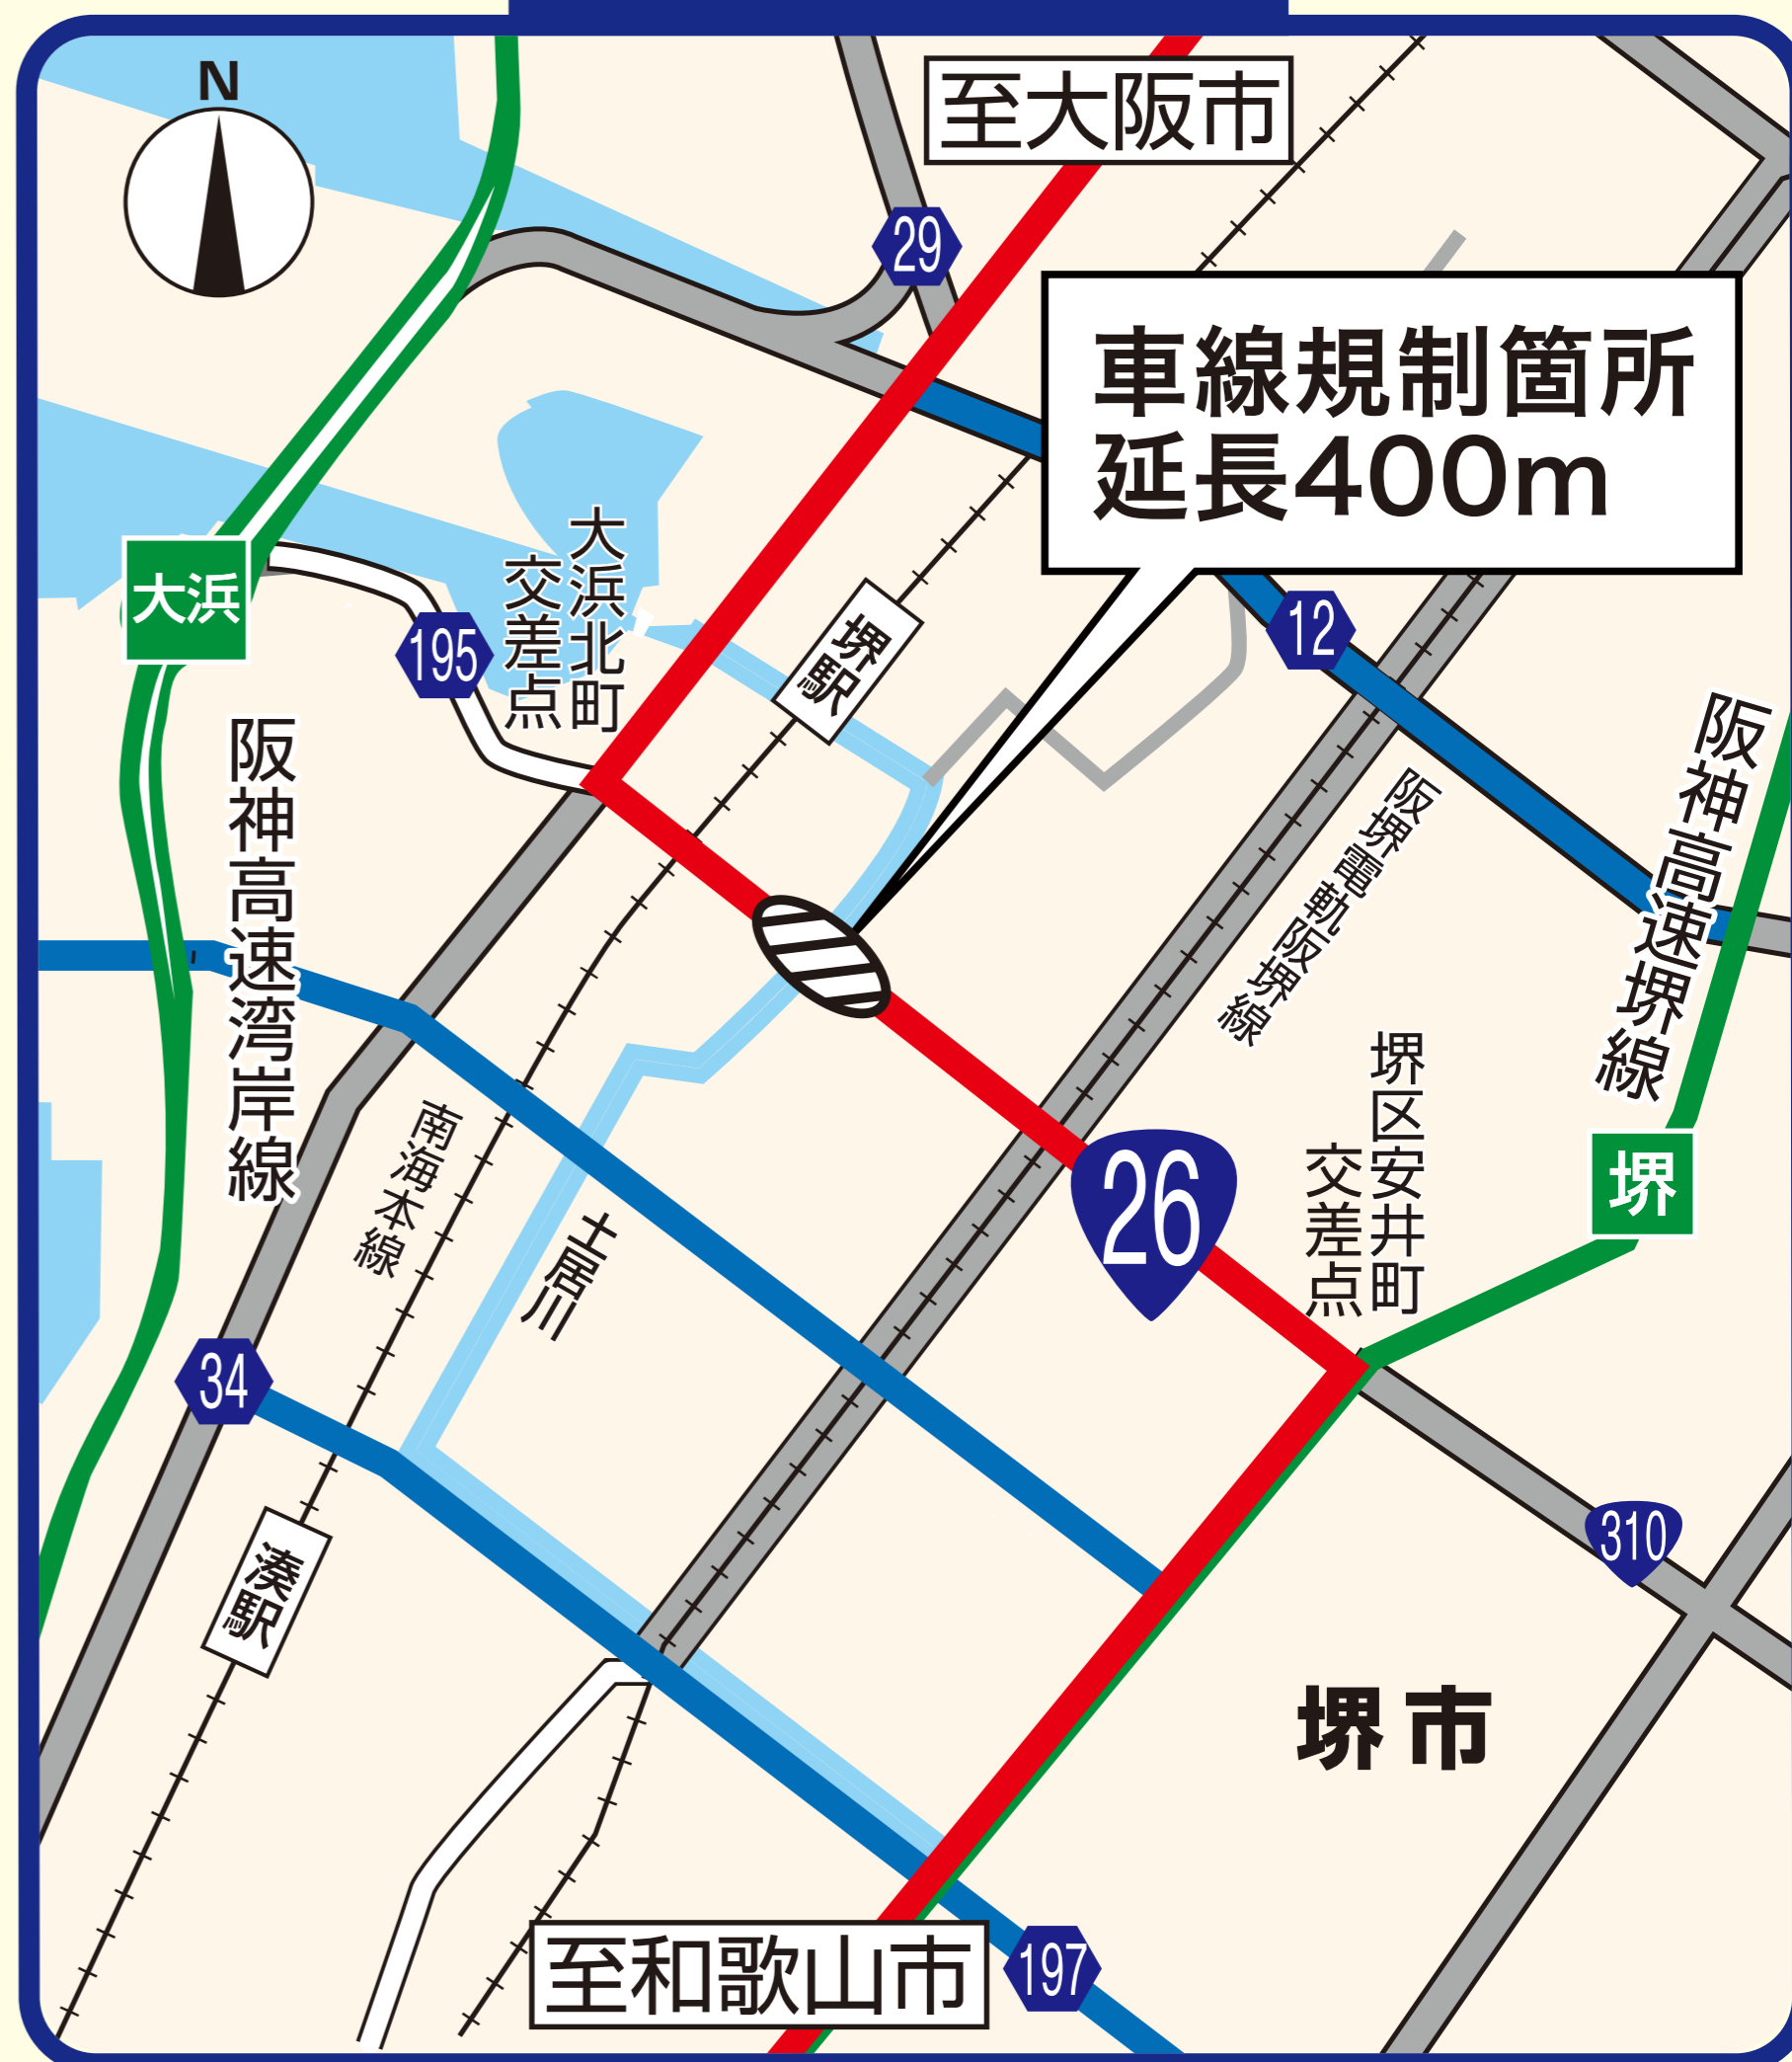 N
至大阪市
29
車線規制箇所
延長400m
大浜
195
大浜北町
交差点
堺駅
12
阪神高速湾岸線
阪堺電軌阪堺線
阪神高速堺線
南海本線
土居川
26
堺区安井町
交差点
堺
34
湊駅
310
堺市
至和歌山市
197